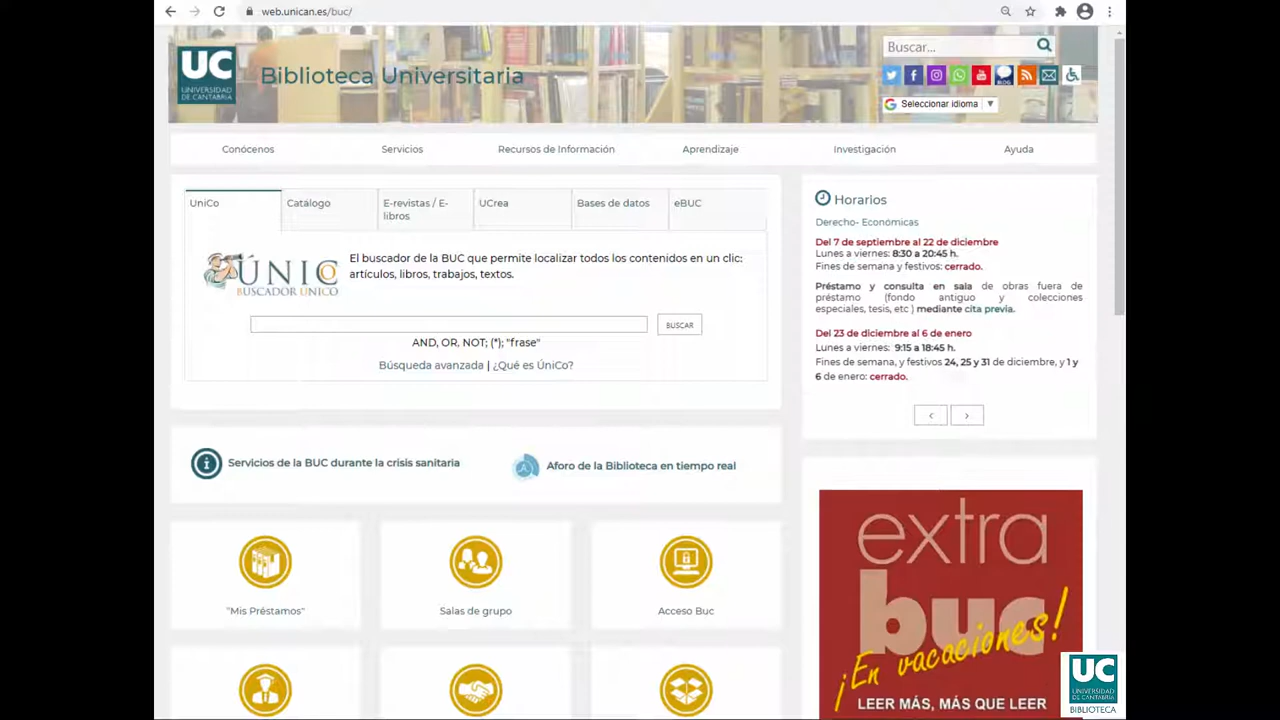 web.unican.es/buc/
UC
UNIVERSIDAD
DE CANTABRIA
Biblioteca Universitaria
Buscar...
BLOG
Seleccionar idioma ▼
Conócenos
Servicios
Recursos de Información
Aprendizaje
Investigación
Ayuda
UniCo
Catálogo
E-revistas / E-
libros
UCrea
Bases de datos
eBUC
ÚNICO
BUSCADOR ÚNICO
El buscador de la BUC que permite localizar todos los contenidos en un clic:
artículos, libros, trabajos, textos.
BUSCAR
AND, OR, NOT; (*); "frase"
Búsqueda avanzada | ¿Qué es ÚniCo?
Servicios de la BUC durante la crisis sanitaria
Aforo de la Biblioteca en tiempo real
"Mis Préstamos"
Salas de grupo
Acceso Buc
Horarios
Derecho- Económicas
Del 7 de septiembre al 22 de diciembre
Lunes a viernes: 8:30 a 20:45 h.
Fines de semana y festivos: cerrado.
Préstamo y consulta en sala de obras fuera de
préstamo (fondo antiguo y colecciones
especiales, tesis, etc ) mediante cita previa.
Del 23 de diciembre al 6 de enero
Lunes a viernes: 9:15 a 18:45 h.
Fines de semana, y festivos 24, 25 y 31 de diciembre, y 1 y
6 de enero: cerrado.
extra
buc
¡En vacaciones!
LEER MÁS, MÁS QUE LEER
UC
UNIVERSIDAD
DE CANTABRIA
BIBLIOTECA